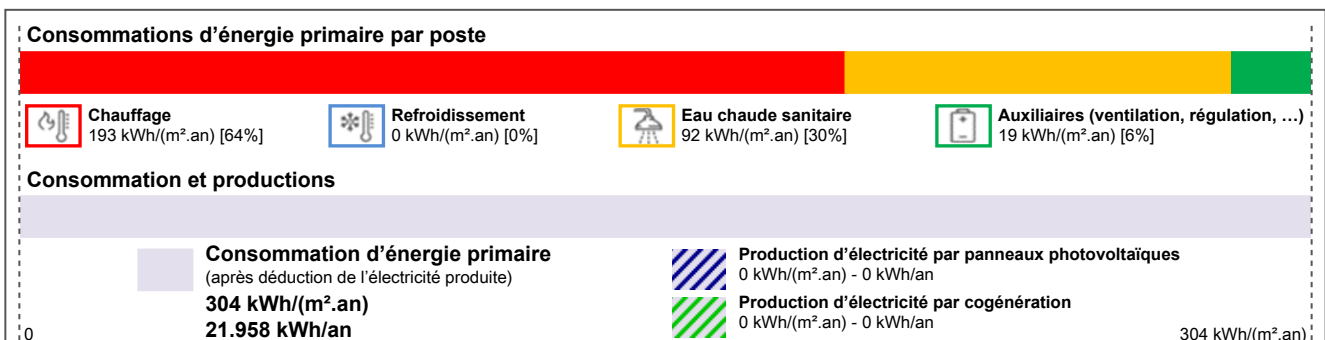 Consommations d’énergie primaire par poste
Chauffage
193 kWh/(m².an) [64%]
Refroidissement
0 kWh/(m².an) [0%]
Eau chaude sanitaire
92 kWh/(m².an) [30%]
Auxiliaires (ventilation, régulation, …)
19 kWh/(m².an) [6%]
Consommation et productions
Consommation d’énergie primaire
(après déduction de l’électricité produite)
304 kWh/(m².an)
21.958 kWh/an
Production d’électricité par panneaux photovoltaïques
0 kWh/(m².an) - 0 kWh/an
Production d’électricité par cogénération
0 kWh/(m².an) - 0 kWh/an
0
304 kWh/(m².an)